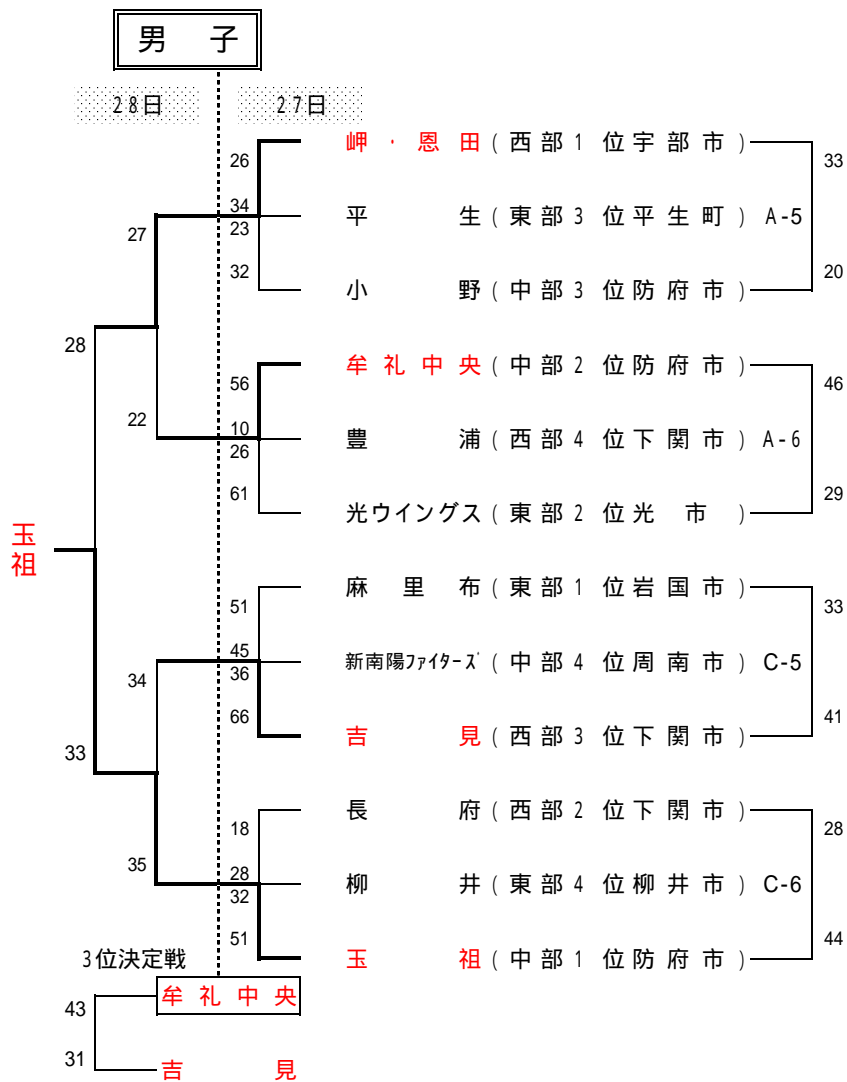 男 子
28日 27日
26 岬・恩田(西部1位宇部市) 33
34
27 23 平 生(東部3位平生町) A-5
32 小 野(中部3位防府市) 20
28
56 牟礼中央(中部2位防府市) 46
22 10
26 豊 浦(西部4位下関市) A-6
61 光ウイングス(東部2位光 市) 29
玉祖
51 麻里布(東部1位岩国市) 33
45
34 36 新南陽ファイターズ(中部4位周南市) C-5
66 吉 見(西部3位下関市) 41
33
18 長 府(西部2位下関市) 28
35 28
32 柳 井(東部4位柳井市) C-6
51 玉 祖(中部1位防府市) 44
3位決定戦
43 牟礼中央
31 吉 見